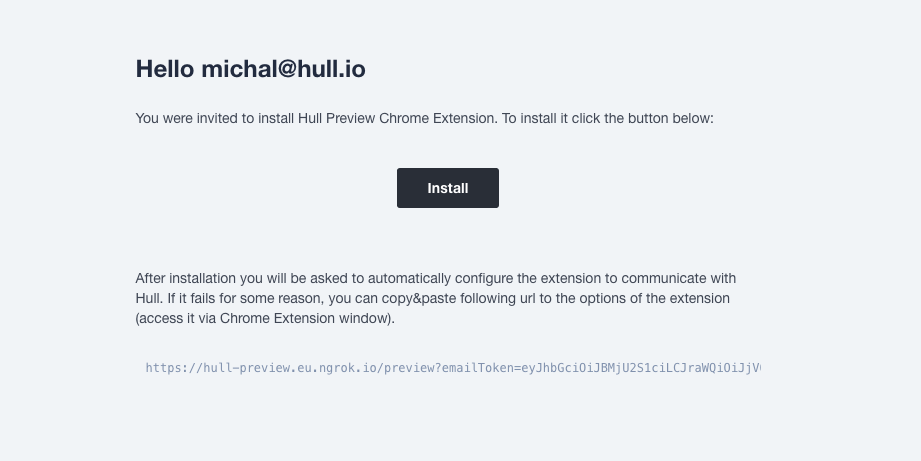 Hello michal@hull.io
You were invited to install Hull Preview Chrome Extension. To install it click the button below:
Install
After installation you will be asked to automatically configure the extension to communicate with
Hull. If it fails for some reason, you can copy&paste following url to the options of the extension
(access it via Chrome Extension window).
https://hull-preview.eu.ngrok.io/preview?emailToken=eyJhbGciOiJBMjU2S1ciLCJraWQiOiJjV